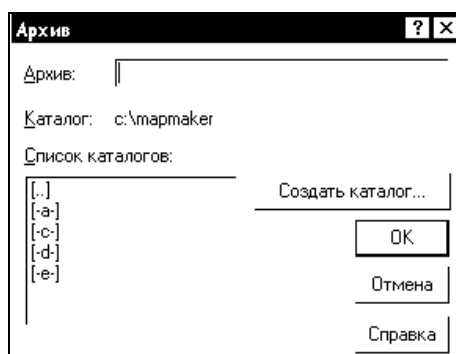 Архив
Архив:
Каталог: c:\mapmaker
Список каталогов:
[..]
[-a-]
[-c-]
[-d-]
[-e-]
Создать каталог...
OK
Отмена
Справка